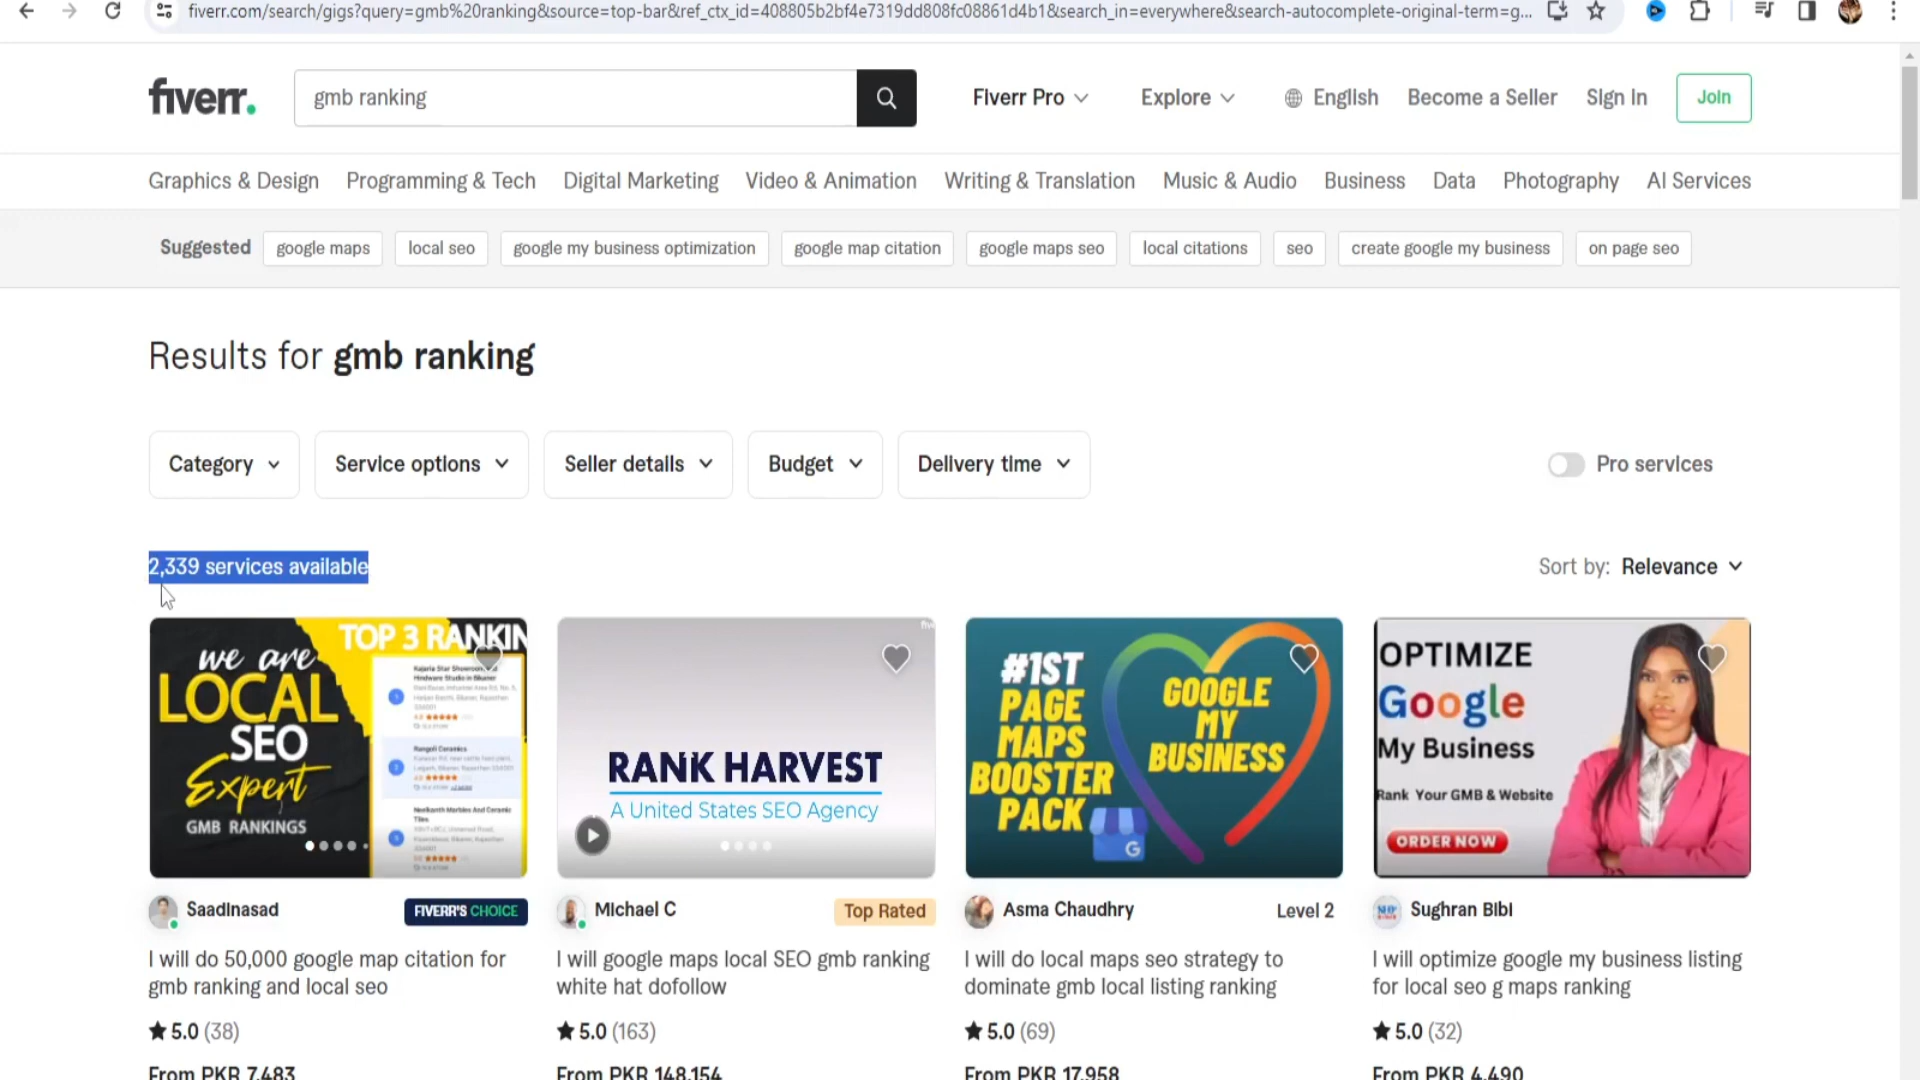 fiverr.com/search/gigs?query=gmb%20ranking&source=top-bar&ref_ctx_id=408805b2bf4e7319dd808fc08861d4b1&search_in=everywhere&search-autocomplete-original-term=g...
fiverr.
gmb ranking
Fiverr Pro
Explore
English
Become a Seller
Sign In
Join
Graphics & Design
Programming & Tech
Digital Marketing
Video & Animation
Writing & Translation
Music & Audio
Business
Data
Photography
AI Services
Suggested
google maps
local seo
google my business optimization
google map citation
google maps seo
local citations
seo
create google my business
on page seo
Results for gmb ranking
Category
Service options
Seller details
Budget
Delivery time
Pro services
2,339 services available
Sort by: Relevance
TOP 3 RANKIN
we are
LOCAL
SEO
Expert
GMB RANKINGS
Rangoli Ceramics
RANK HARVEST
A United States SEO Agency
#1ST
PAGE
MAPS
BOOSTER
PACK
GOOGLE
MY
BUSINESS
G
OPTIMIZE
Google
My Business
Rank Your GMB & Website
ORDER NOW
SaadInasad
FIVERR'S CHOICE
Michael C
Top Rated
Asma Chaudhry
Level 2
Sughran Bibi
I will do 50,000 google map citation for
gmb ranking and local seo
I will google maps local SEO gmb ranking
white hat dofollow
I will do local maps seo strategy to
dominate gmb local listing ranking
I will optimize google my business listing
for local seo g maps ranking
5.0 (38)
5.0 (163)
5.0 (69)
5.0 (32)
From PKR 7,483
From PKR 148,154
From PKR 17,958
From PKR 4,490